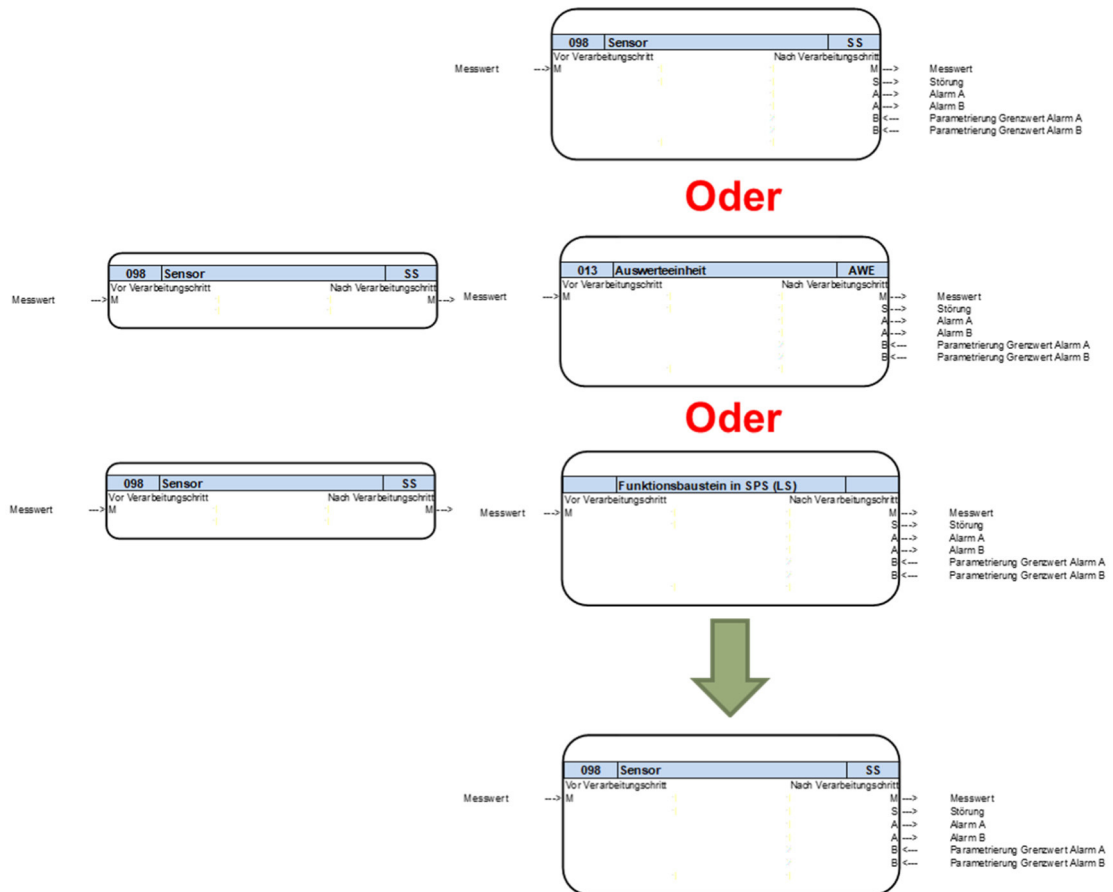 098 Sensor SS
Vor Verarbeitungschritt Nach Verarbeitungschritt
Messwert ---> M M ---> Messwert
S ---> Störung
A ---> Alarm A
A ---> Alarm B
B <--- Parametrierung Grenzwert Alarm A
B <--- Parametrierung Grenzwert Alarm B
Oder
098 Sensor SS
Vor Verarbeitungschritt Nach Verarbeitungschritt
Messwert ---> M M ---> Messwert
013 Auswerteeinheit AWE
Vor Verarbeitungschritt Nach Verarbeitungschritt
---> M M ---> Messwert
S ---> Störung
A ---> Alarm A
A ---> Alarm B
B <--- Parametrierung Grenzwert Alarm A
B <--- Parametrierung Grenzwert Alarm B
Oder
098 Sensor SS
Vor Verarbeitungschritt Nach Verarbeitungschritt
Messwert ---> M M --->
Funktionsbaustein in SPS (LS)
Vor Verarbeitungschritt Nach Verarbeitungschritt
Messwert ---> M M ---> Messwert
S ---> Störung
A ---> Alarm A
A ---> Alarm B
B <--- Parametrierung Grenzwert Alarm A
B <--- Parametrierung Grenzwert Alarm B
098 Sensor SS
Vor Verarbeitungschritt Nach Verarbeitungschritt
Messwert ---> M M ---> Messwert
S ---> Störung
A ---> Alarm A
A ---> Alarm B
B <--- Parametrierung Grenzwert Alarm A
B <--- Parametrierung Grenzwert Alarm B